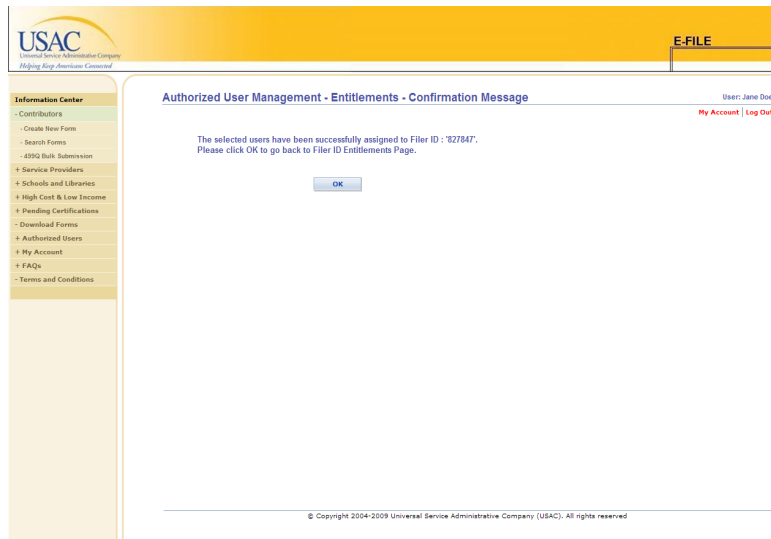 USAC
Universal Service Administrative Company
Helping Keep Americans Connected
E-FILE
Information Center
- Contributors
- Create New Form
- Search Forms
- 499Q Bulk Submission
+ Service Providers
+ Schools and Libraries
+ High Cost & Low Income
+ Pending Certifications
- Download Forms
+ Authorized Users
+ My Account
+ FAQs
- Terms and Conditions
Authorized User Management - Entitlements - Confirmation Message
User: Jane Doe
My Account | Log Out
The selected users have been successfully assigned to Filer ID : '827847'.
Please click OK to go back to Filer ID Entitlements Page.
OK
© Copyright 2004-2009 Universal Service Administrative Company (USAC). All rights reserved